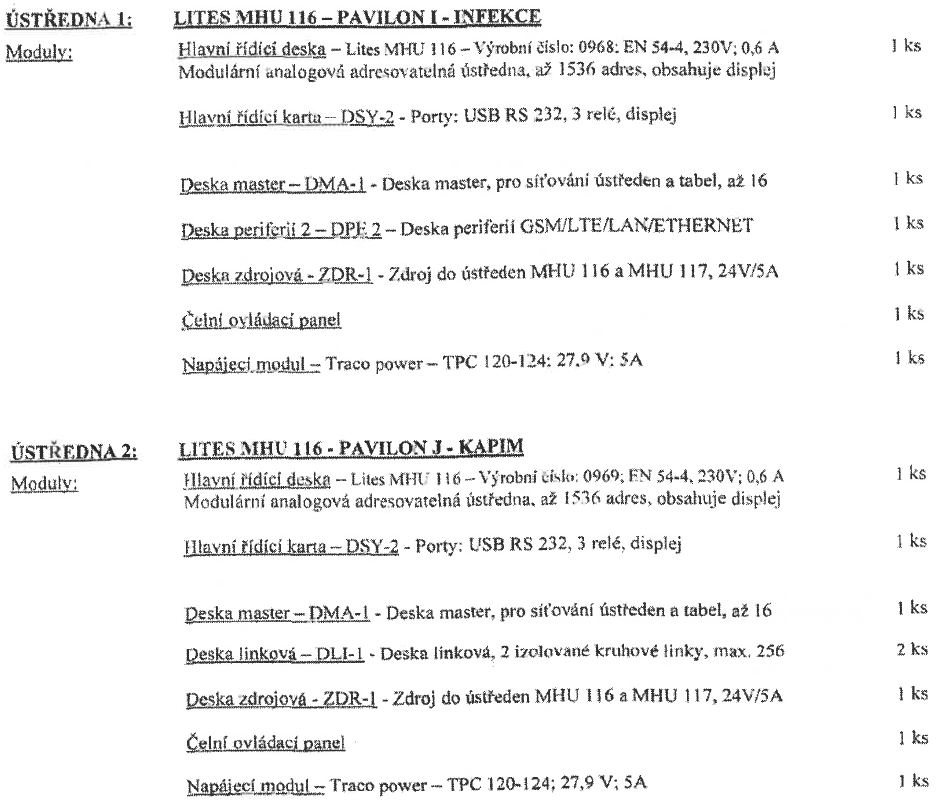 ÚSTŘEDNA 1: LITES MHU 116 – PAVILON I - INFEKCE
Moduly: Hlavní řídící deska – Lites MHU 116 – Výrobní číslo: 0968; EN 54-4, 230V; 0,6 A 1 ks
Modulární analogová adresovatelná ústředna, až 1536 adres, obsahuje displej
Hlavní řídící karta – DSY-2 - Porty: USB RS 232, 3 relé, displej 1 ks
Deska master – DMA-1 - Deska master, pro síťování ústředen a tabel, až 16 1 ks
Deska periferií 2 – DPE 2 – Deska periferií GSM/LTE/LAN/ETHERNET 1 ks
Deska zdrojová - ZDR-1 - Zdroj do ústředen MHU 116 a MHU 117, 24V/5A 1 ks
Čelní ovládací panel 1 ks
Napájecí modul – Traco power – TPC 120-124; 27,9 V; 5A 1 ks
ÚSTŘEDNA 2: LITES MHU 116 - PAVILON J - KAPIM
Moduly: Hlavní řídící deska – Lites MHU 116 – Výrobní číslo: 0969; EN 54-4, 230V; 0,6 A 1 ks
Modulární analogová adresovatelná ústředna, až 1536 adres, obsahuje displej
Hlavní řídící karta – DSY-2 - Porty: USB RS 232, 3 relé, displej 1 ks
Deska master – DMA-1 - Deska master, pro síťování ústředen a tabel, až 16 1 ks
Deska linková – DLI-1 - Deska linková, 2 izolované kruhové linky, max. 256 2 ks
Deska zdrojová - ZDR-1 - Zdroj do ústředen MHU 116 a MHU 117, 24V/5A 1 ks
Čelní ovládací panel 1 ks
Napájecí modul – Traco power – TPC 120-124; 27,9 V; 5A 1 ks